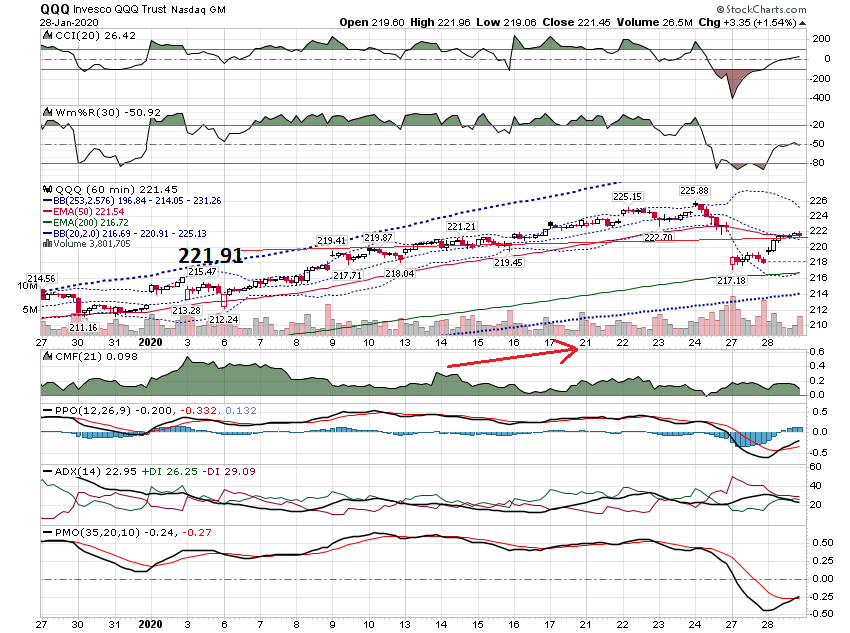 QQQ Invesco QQQ Trust Nasdaq GM © StockCharts.com
28-Jan-2020 Open 219.60 High 221.96 Low 219.06 Close 221.45 Volume 26.5M Chg +3.35 (+1.54%)
CCI(20) 26.42
200
0
-200
-400
Wm%R(30) -50.92
-20
-50
-80
QQQ (60 min) 221.45
BB(253,2.576) 196.84 - 214.05 - 231.26
EMA(50) 221.54
EMA(200) 216.72
BB(20,2.0) 216.69 - 220.91 - 225.13
Volume 3,801,705
226
224
222
220
218
216
214
212
210
10M
5M
221.91
214.56
211.16
215.47
213.28
212.24
219.41
217.71
219.87
218.04
221.21
219.45
225.15
222.70
225.88
217.18
27 30 31 2020 3 6 7 8 9 10 13 14 15 16 17 21 22 23 24 27 28
CMF(21) 0.098
0.6
0.4
0.2
0.0
PPO(12,26,9) -0.200, -0.332, 0.132
0.5
0.0
-0.5
ADX(14) 22.95 +DI 26.25 -DI 29.09
60
40
20
PMO(35,20,10) -0.24, -0.27
0.50
0.25
0.00
-0.25
-0.50
27 30 31 2020 3 6 7 8 9 10 13 14 15 16 17 21 22 23 24 27 28